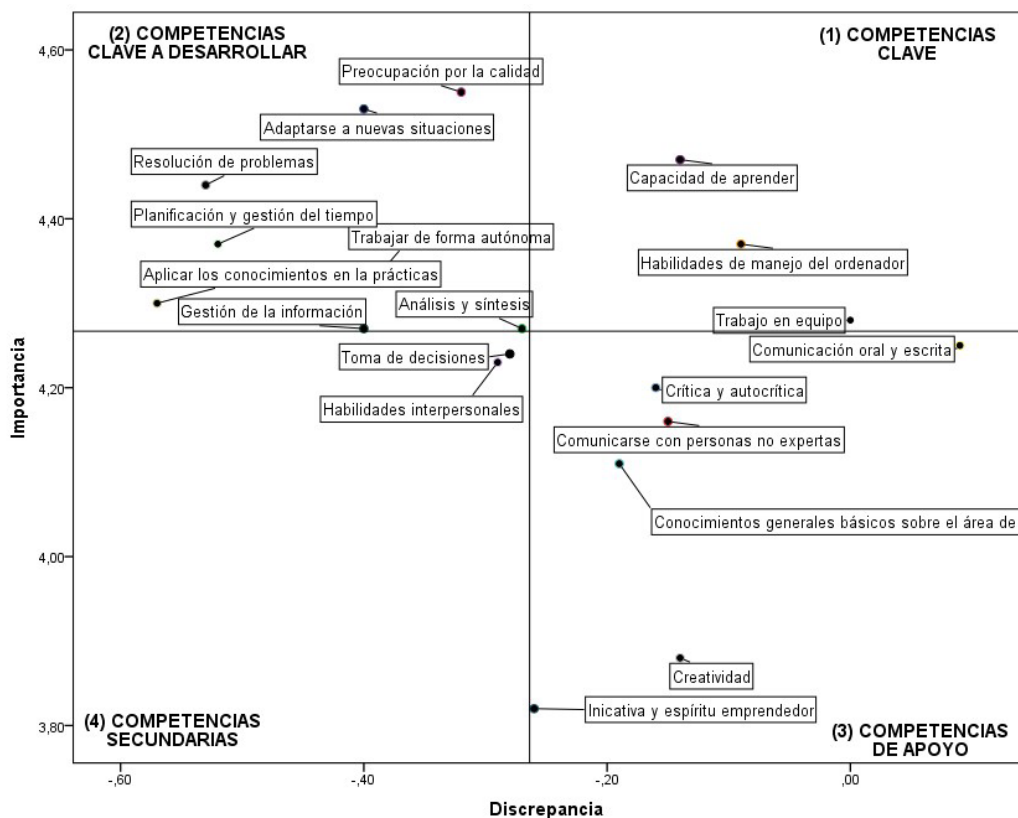 (2) COMPETENCIAS
CLAVE A DESARROLLAR
(1) COMPETENCIAS
CLAVE
4,60
Preocupación por la calidad
Adaptarse a nuevas situaciones
Resolución de problemas
Capacidad de aprender
4,40
Planificación y gestión del tiempo
Trabajar de forma autónoma
Habilidades de manejo del ordenador
Aplicar los conocimientos en la prácticas
Gestión de la información
Análisis y síntesis
Trabajo en equipo
Toma de decisiones
Comunicación oral y escrita
4,20
Crítica y autocrítica
Habilidades interpersonales
Comunicarse con personas no expertas
Conocimientos generales básicos sobre el área de
4,00
Creatividad
Inicativa y espíritu emprendedor
3,80
(4) COMPETENCIAS
SECUNDARIAS
(3) COMPETENCIAS
DE APOYO
Importancia
-,60
-,40
-,20
,00
Discrepancia